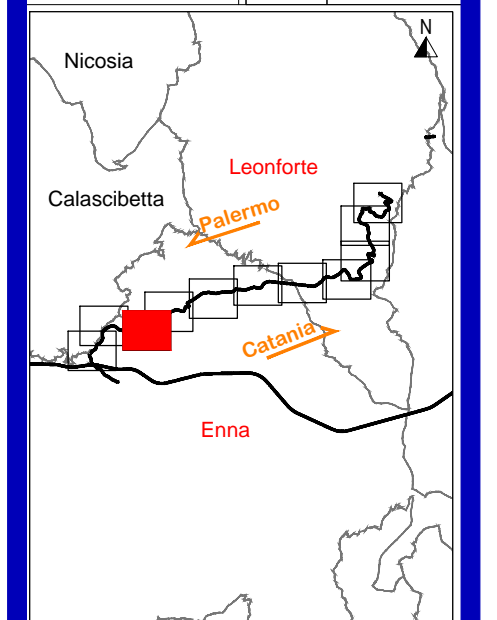 N
Nicosia
Leonforte
Calascibetta
Palermo
Catania
Enna